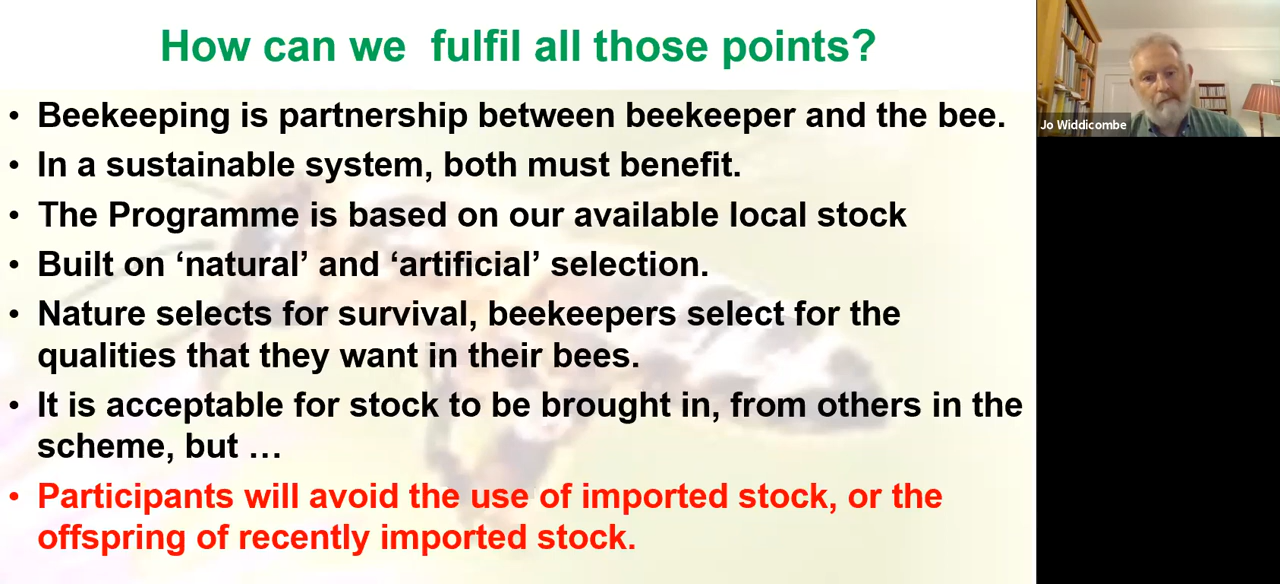 How can we  fulfil all those points?
Jo Widdicombe
• Beekeeping is partnership between beekeeper and the bee.
• In a sustainable system, both must benefit.
• The Programme is based on our available local stock
• Built on ‘natural’ and ‘artificial’ selection.
• Nature selects for survival, beekeepers select for the
qualities that they want in their bees.
• It is acceptable for stock to be brought in, from others in the
scheme, but …
• Participants will avoid the use of imported stock, or the
offspring of recently imported stock.